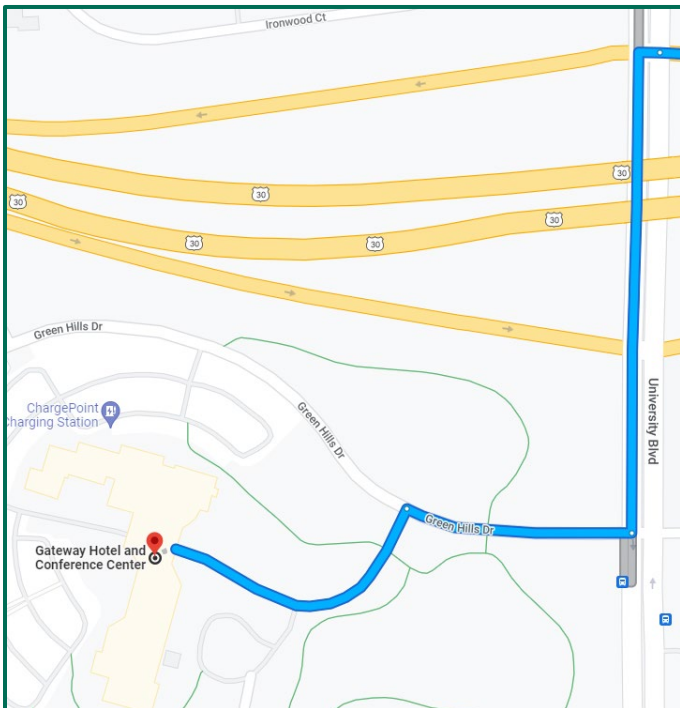 Ironwood Ct
30
30
30
30
30
30
Green Hills Dr
University Blvd
ChargePoint
Charging Station
Green Hills Dr
Green Hills Dr
Gateway Hotel and
Conference Center